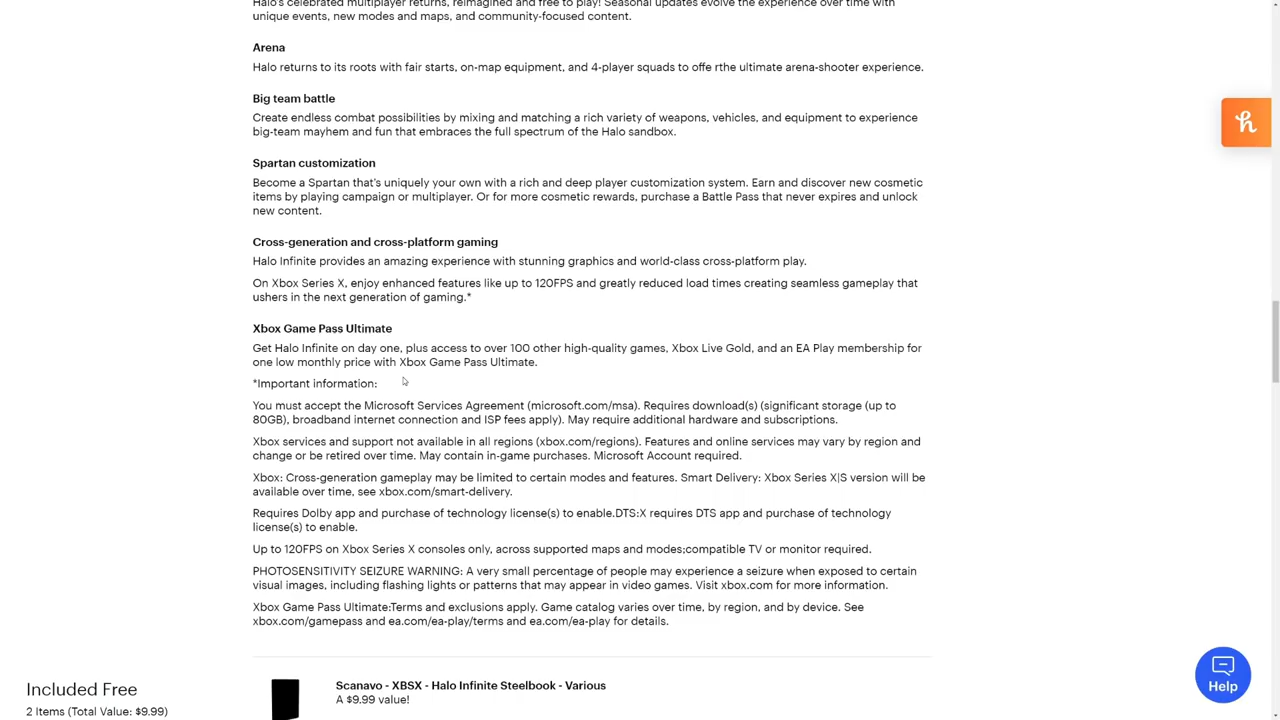 Halo's celebrated multiplayer returns, reimagined and free to play! Seasonal updates evolve the experience over time with
unique events, new modes and maps, and community-focused content.
Arena
Halo returns to its roots with fair starts, on-map equipment, and 4-player squads to offe rthe ultimate arena-shooter experience.
Big team battle
Create endless combat possibilities by mixing and matching a rich variety of weapons, vehicles, and equipment to experience
big-team mayhem and fun that embraces the full spectrum of the Halo sandbox.
Spartan customization
Become a Spartan that's uniquely your own with a rich and deep player customization system. Earn and discover new cosmetic
items by playing campaign or multiplayer. Or for more cosmetic rewards, purchase a Battle Pass that never expires and unlock
new content.
Cross-generation and cross-platform gaming
Halo Infinite provides an amazing experience with stunning graphics and world-class cross-platform play.
On Xbox Series X, enjoy enhanced features like up to 120FPS and greatly reduced load times creating seamless gameplay that
ushers in the next generation of gaming.*
Xbox Game Pass Ultimate
Get Halo Infinite on day one, plus access to over 100 other high-quality games, Xbox Live Gold, and an EA Play membership for
one low monthly price with Xbox Game Pass Ultimate.
*Important information:
You must accept the Microsoft Services Agreement (microsoft.com/msa). Requires download(s) (significant storage (up to
80GB), broadband internet connection and ISP fees apply). May require additional hardware and subscriptions.
Xbox services and support not available in all regions (xbox.com/regions). Features and online services may vary by region and
change or be retired over time. May contain in-game purchases. Microsoft Account required.
Xbox: Cross-generation gameplay may be limited to certain modes and features. Smart Delivery: Xbox Series X|S version will be
available over time, see xbox.com/smart-delivery.
Requires Dolby app and purchase of technology license(s) to enable.DTS:X requires DTS app and purchase of technology
license(s) to enable.
Up to 120FPS on Xbox Series X consoles only, across supported maps and modes;compatible TV or monitor required.
PHOTOSENSITIVITY SEIZURE WARNING: A very small percentage of people may experience a seizure when exposed to certain
visual images, including flashing lights or patterns that may appear in video games. Visit xbox.com for more information.
Xbox Game Pass Ultimate:Terms and exclusions apply. Game catalog varies over time, by region, and by device. See
xbox.com/gamepass and ea.com/ea-play/terms and ea.com/ea-play for details.
Included Free
2 Items (Total Value: $9.99)
Scanavo - XBSX - Halo Infinite Steelbook - Various
A $9.99 value!
h
Help